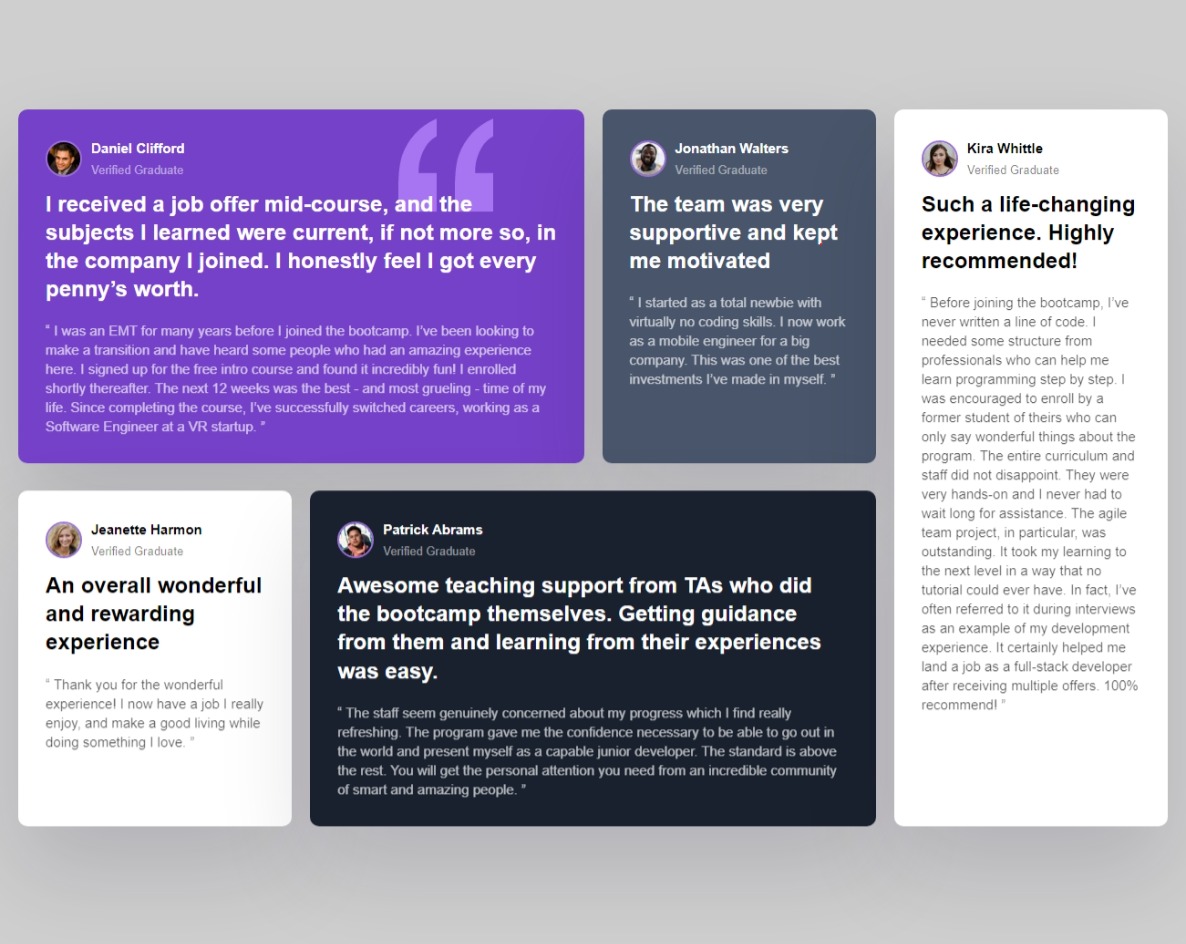 Daniel Clifford
Verified Graduate
I received a job offer mid-course, and the
subjects I learned were current, if not more so, in
the company I joined. I honestly feel I got every
penny’s worth.
“ I was an EMT for many years before I joined the bootcamp. I’ve been looking to
make a transition and have heard some people who had an amazing experience
here. I signed up for the free intro course and found it incredibly fun! I enrolled
shortly thereafter. The next 12 weeks was the best - and most grueling - time of my
life. Since completing the course, I’ve successfully switched careers, working as a
Software Engineer at a VR startup. ”
Jonathan Walters
Verified Graduate
The team was very
supportive and kept
me motivated
“ I started as a total newbie with
virtually no coding skills. I now work
as a mobile engineer for a big
company. This was one of the best
investments I’ve made in myself. ”
Kira Whittle
Verified Graduate
Such a life-changing
experience. Highly
recommended!
“ Before joining the bootcamp, I’ve
never written a line of code. I
needed some structure from
professionals who can help me
learn programming step by step. I
was encouraged to enroll by a
former student of theirs who can
only say wonderful things about the
program. The entire curriculum and
staff did not disappoint. They were
very hands-on and I never had to
wait long for assistance. The agile
team project, in particular, was
outstanding. It took my learning to
the next level in a way that no
tutorial could ever have. In fact, I’ve
often referred to it during interviews
as an example of my development
experience. It certainly helped me
land a job as a full-stack developer
after receiving multiple offers. 100%
recommend! ”
Jeanette Harmon
Verified Graduate
An overall wonderful
and rewarding
experience
“ Thank you for the wonderful
experience! I now have a job I really
enjoy, and make a good living while
doing something I love. ”
Patrick Abrams
Verified Graduate
Awesome teaching support from TAs who did
the bootcamp themselves. Getting guidance
from them and learning from their experiences
was easy.
“ The staff seem genuinely concerned about my progress which I find really
refreshing. The program gave me the confidence necessary to be able to go out in
the world and present myself as a capable junior developer. The standard is above
the rest. You will get the personal attention you need from an incredible community
of smart and amazing people. ”